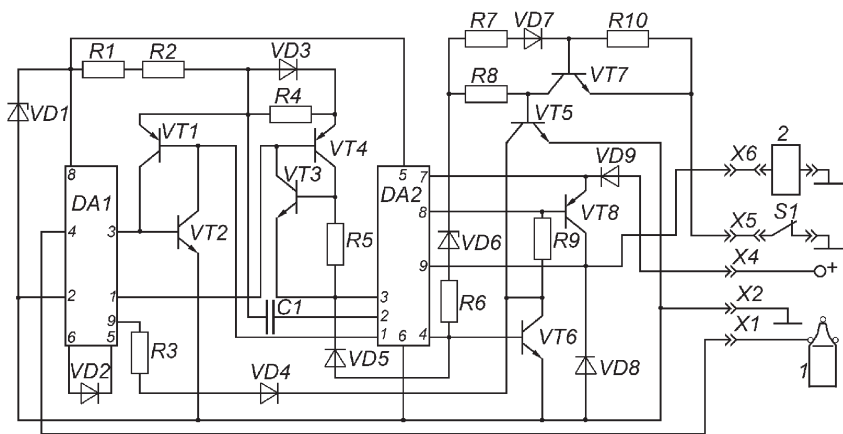 R7 VD7 R10
R1 R2 VD3
R8 VT7
VD1 R4 VT5
VT1 VT4 2
X6
8 VT3 5 7 VD9
DA1 DA2
4 3 VT2 8 VT8 X5 S1
R5 VD6 R9
9 X4 +
2 1 3 R6 X2
C1 2
9 1 X1
6 5 R3 6 4 VT6
VD5 VD8 1
VD2 VD4